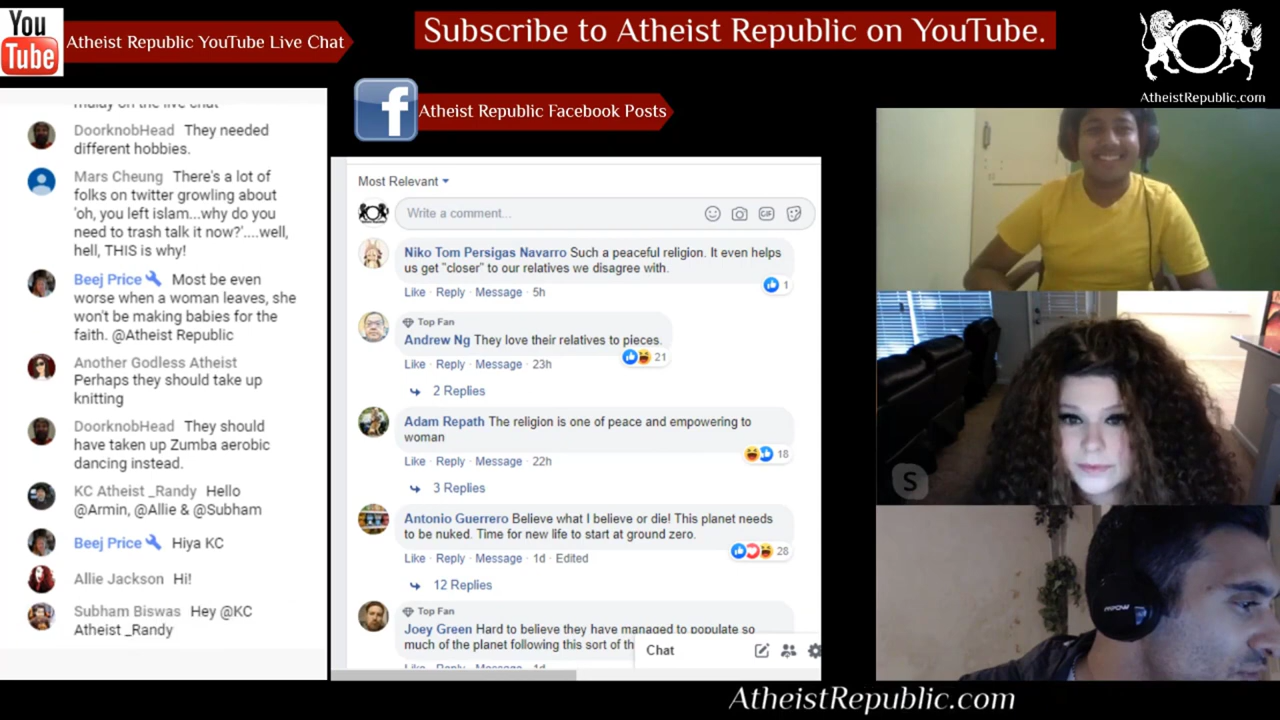 You
Tube
Atheist Republic YouTube Live Chat
Subscribe to Atheist Republic on YouTube.
AtheistRepublic.com
Atheist Republic Facebook Posts
malay on the live chat
DoorknobHead They needed
different hobbies.
Mars Cheung There's a lot of
folks on twitter growling about
'oh, you left islam...why do you
need to trash talk it now?'....well,
hell, THIS is why!
Beej Price Most be even
worse when a woman leaves, she
won't be making babies for the
faith. @Atheist Republic
Another Godless Atheist
Perhaps they should take up
knitting
DoorknobHead They should
have taken up Zumba aerobic
dancing instead.
KC Atheist _Randy Hello
@Armin, @Allie & @Subham
Beej Price Hiya KC
Allie Jackson Hi!
Subham Biswas Hey @KC
Atheist _Randy
f
Most Relevant
Write a comment...
GIF
Niko Tom Persigas Navarro Such a peaceful religion. It even helps
us get "closer" to our relatives we disagree with.
1
Like · Reply · Message · 5h
Top Fan
Andrew Ng They love their relatives to pieces.
21
Like · Reply · Message · 23h
2 Replies
Adam Repath The religion is one of peace and empowering to
woman
18
Like · Reply · Message · 22h
3 Replies
Antonio Guerrero Believe what I believe or die! This planet needs
to be nuked. Time for new life to start at ground zero.
28
Like · Reply · Message · 1d · Edited
12 Replies
Top Fan
Joey Green Hard to believe they have managed to populate so
much of the planet following this sort of th
Like · Reply · Message · 1d
Chat
S
mpow
AtheistRepublic.com